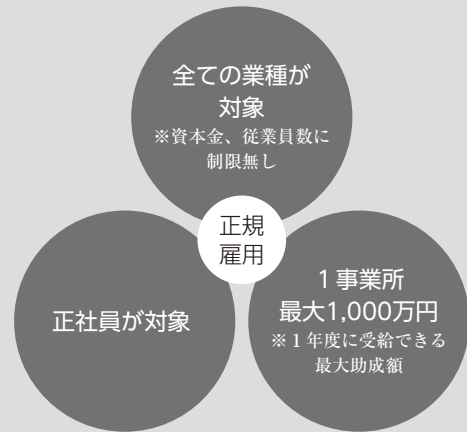 全ての業種が
対象
※資本金、従業員数に
制限無し
正規
雇用
正社員が対象
1事業所
最大1,000万円
※1年度に受給できる
最大助成額